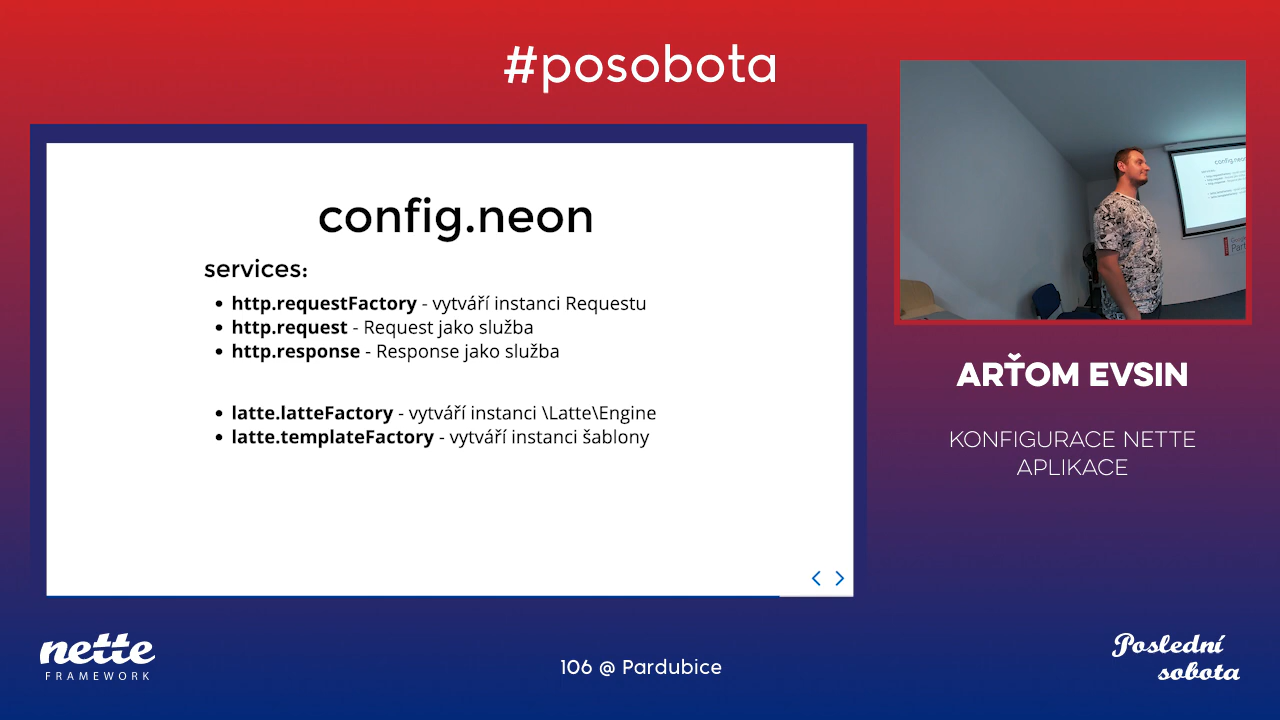 #posobota
config.neon
services:
http.requestFactory - vytváří instanci Requestu
http.request - Request jako služba
http.response - Response jako služba
latte.latteFactory - vytváří instanci \Latte\Engine
latte.templateFactory - vytváří instanci šablony
config.neon
ARŤOM EVSIN
KONFIGURACE NETTE
APLIKACE
nette
FRAMEWORK
106 @ Pardubice
Poslední
sobota